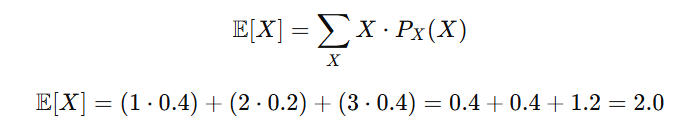 𝔼[X] = ∑_X X · P_X(X)
𝔼[X] = (1 · 0.4) + (2 · 0.2) + (3 · 0.4) = 0.4 + 0.4 + 1.2 = 2.0